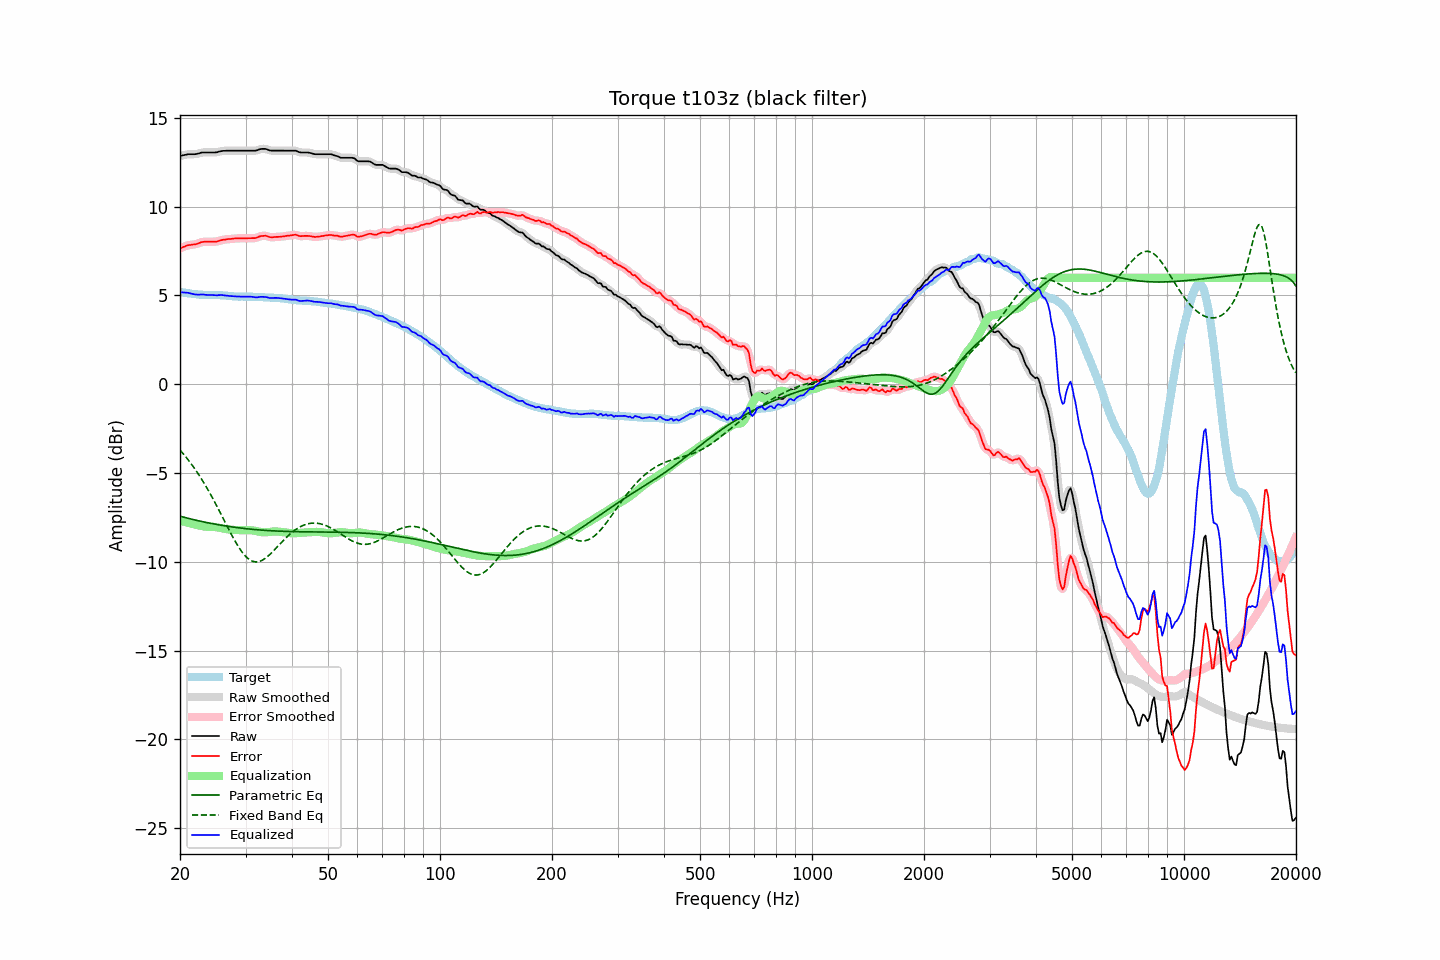 Torque t103z (black filter)
15
10
5
0
−5
−10
−15
−20
−25
Amplitude (dBr)
Target
Raw Smoothed
Error Smoothed
Raw
Error
Equalization
Parametric Eq
Fixed Band Eq
Equalized
20 50 100 200 500 1000 2000 5000 10000 20000
Frequency (Hz)